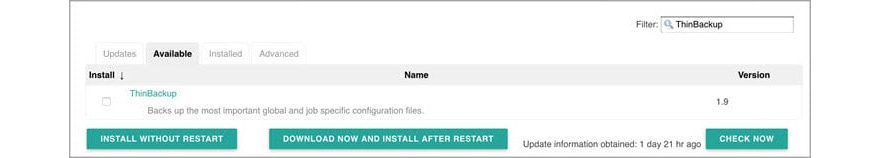 Filter: ThinBackup
Updates Available Installed Advanced
Install ↓ Name Version
ThinBackup
Backs up the most important global and job specific configuration files.
1.9
INSTALL WITHOUT RESTART DOWNLOAD NOW AND INSTALL AFTER RESTART Update information obtained: 1 day 21 hr ago CHECK NOW